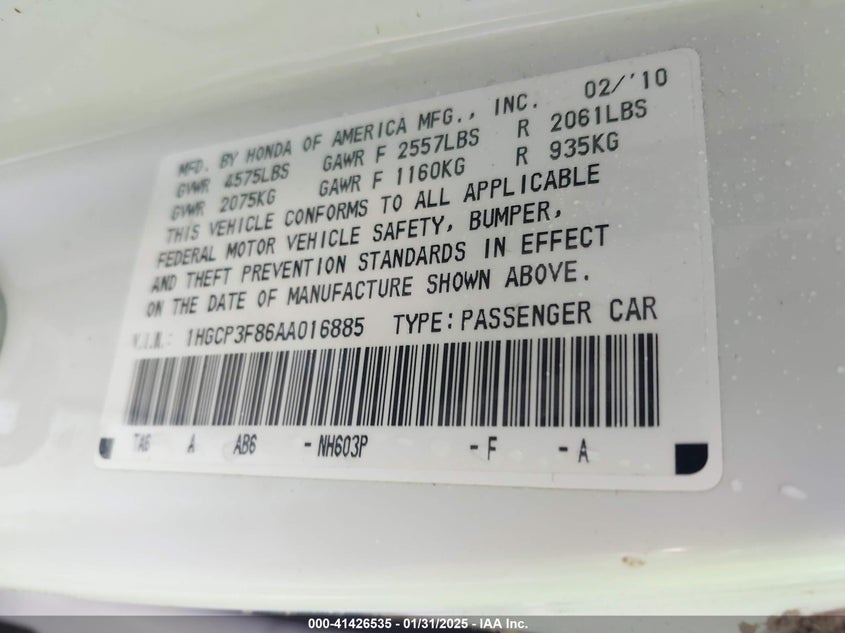 02/'10
MFD. BY HONDA OF AMERICA MFG., INC.
GVWR 4575LBS GAWR F 2557LBS R 2061LBS
GVWR 2075KG GAWR F 1160KG R 935KG
THIS VEHICLE CONFORMS TO ALL APPLICABLE
FEDERAL MOTOR VEHICLE SAFETY, BUMPER,
AND THEFT PREVENTION STANDARDS IN EFFECT
ON THE DATE OF MANUFACTURE SHOWN ABOVE.
V.I.N.: 1HGCP3F86AA016885 TYPE: PASSENGER CAR
TA6 A AB6 - NH603P - F - A
000-41426535 - 01/31/2025 - IAA Inc.